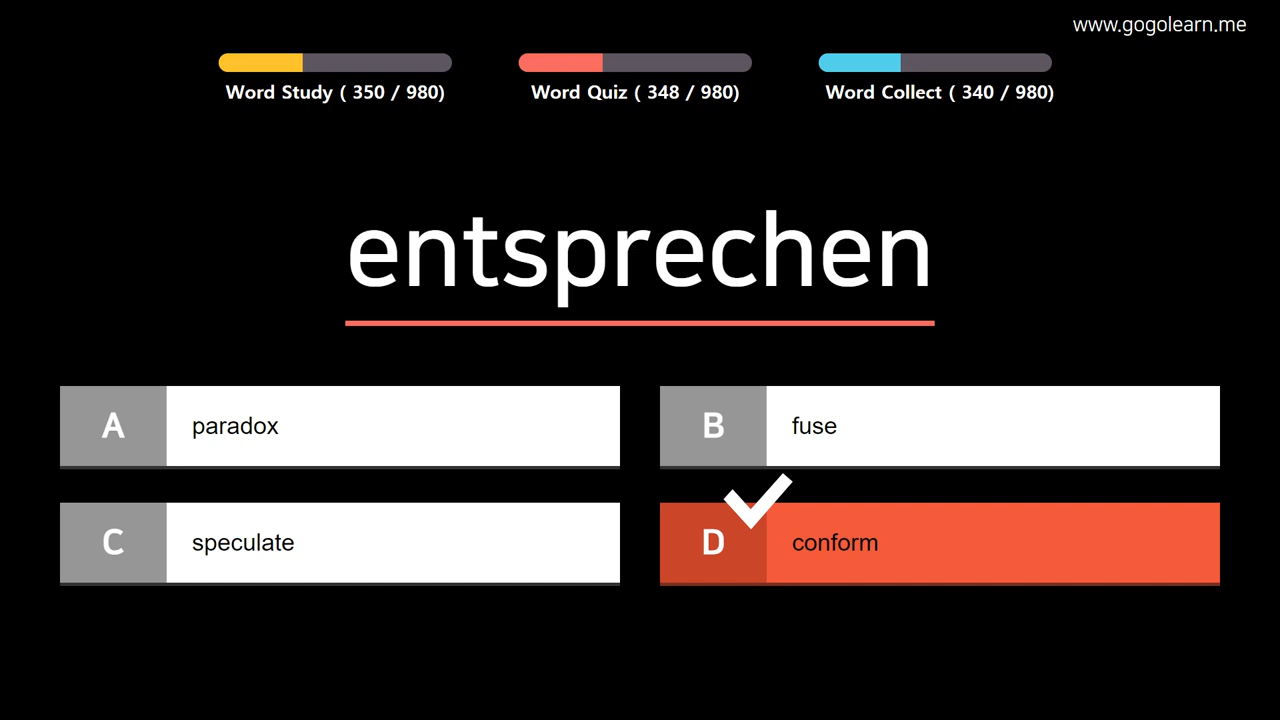 www.gogolearn.me
Word Study ( 350 / 980)
Word Quiz ( 348 / 980)
Word Collect ( 340 / 980)
entsprechen
A paradox
B fuse
C speculate
D conform